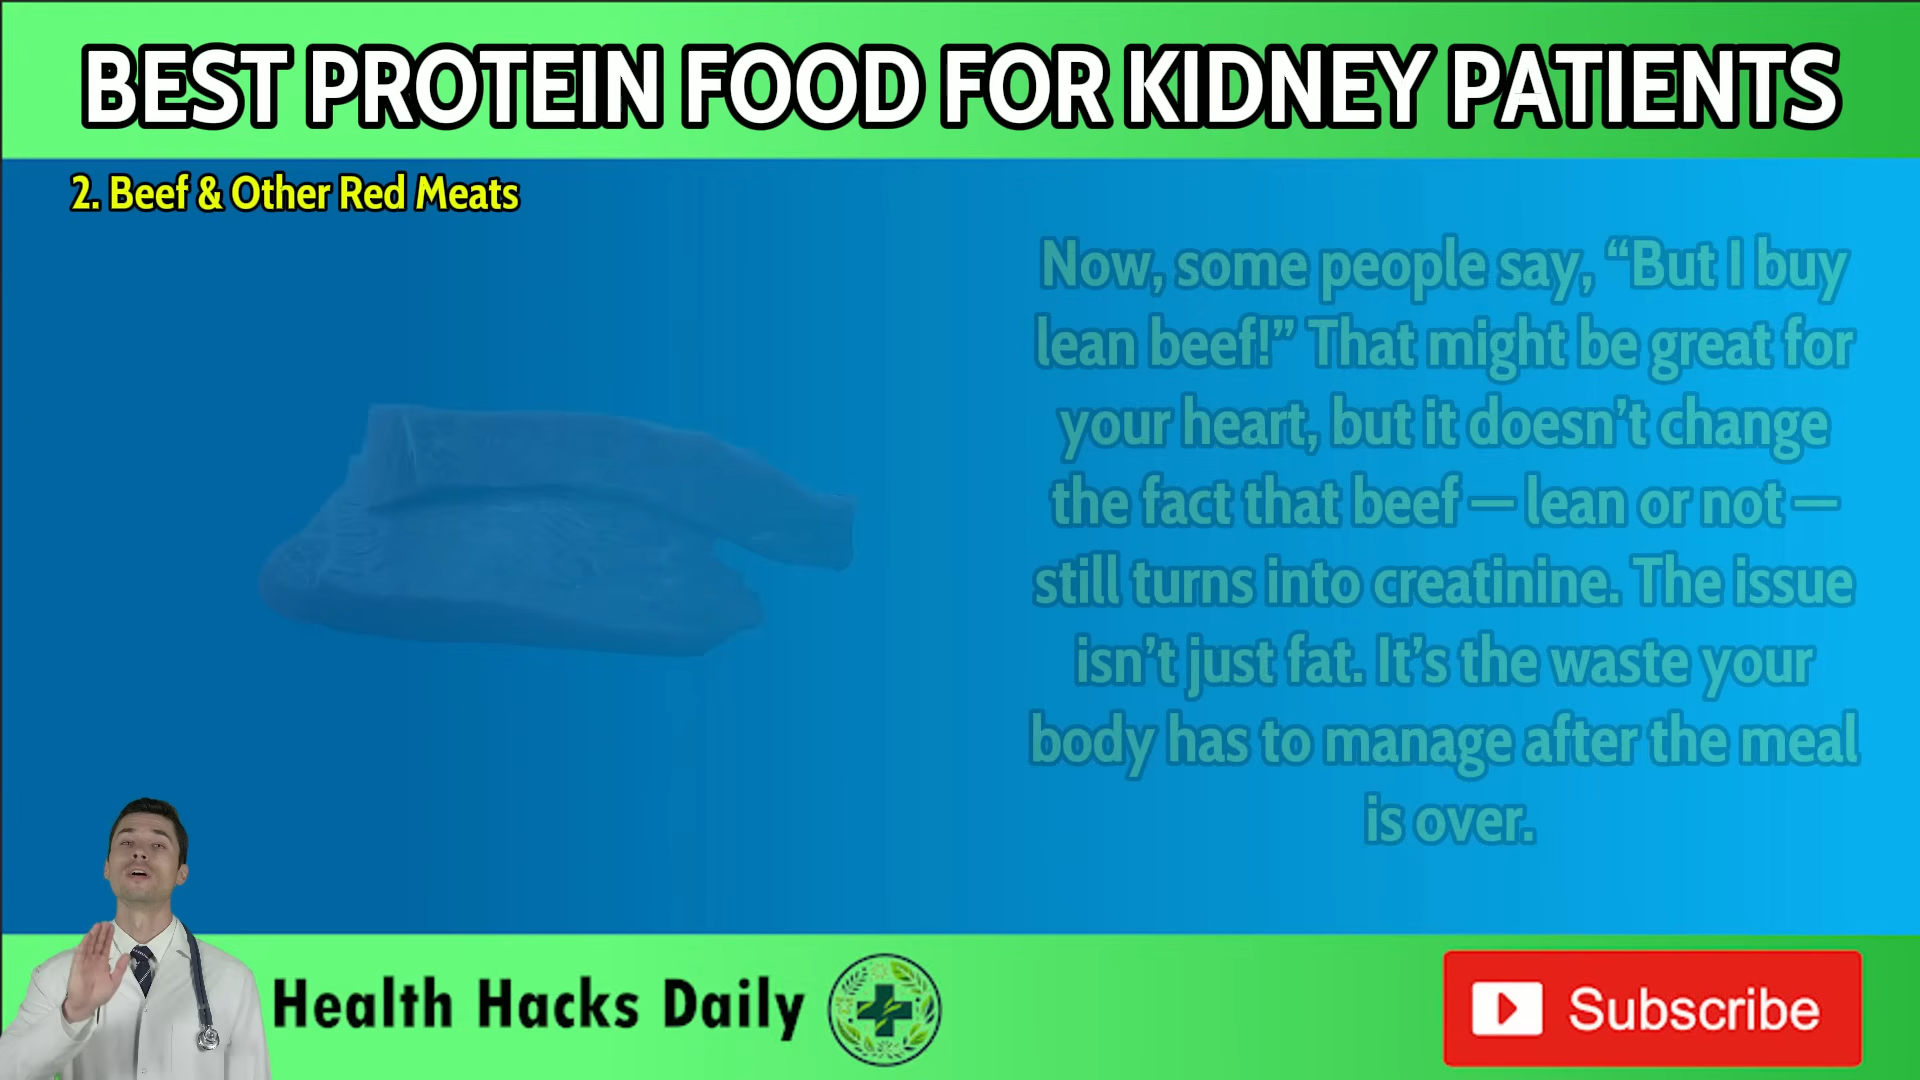 BEST PROTEIN FOOD FOR KIDNEY PATIENTS
2. Beef & Other Red Meats
Now, some people say, “But I buy
lean beef!” That might be great for
your heart, but it doesn’t change
the fact that beef — lean or not —
still turns into creatinine. The issue
isn’t just fat. It’s the waste your
body has to manage after the meal
is over.
Health Hacks Daily
Subscribe